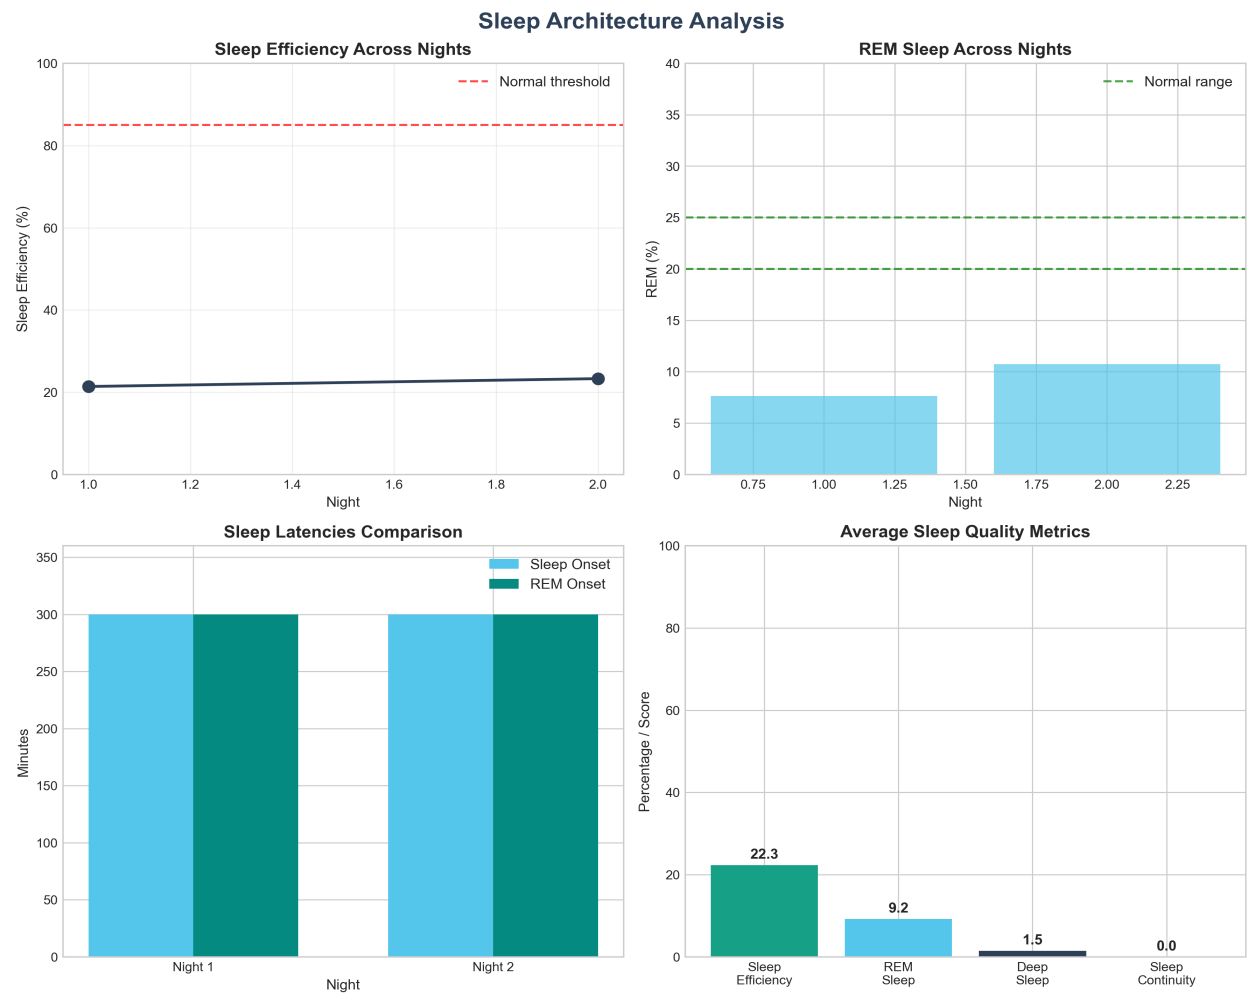 Sleep Architecture Analysis
Sleep Efficiency Across Nights
100
80
60
40
20
0
Sleep Efficiency (%)
Normal threshold
1.0 1.2 1.4 1.6 1.8 2.0
Night
REM Sleep Across Nights
40
35
30
25
20
15
10
5
0
REM (%)
Normal range
0.75 1.00 1.25 1.50 1.75 2.00 2.25
Night
Sleep Latencies Comparison
350
300
250
200
150
100
50
0
Minutes
Sleep Onset
REM Onset
Night 1 Night 2
Night
Average Sleep Quality Metrics
100
80
60
40
20
0
Percentage / Score
22.3
9.2
1.5
0.0
Sleep
Efficiency
REM
Sleep
Deep
Sleep
Sleep
Continuity